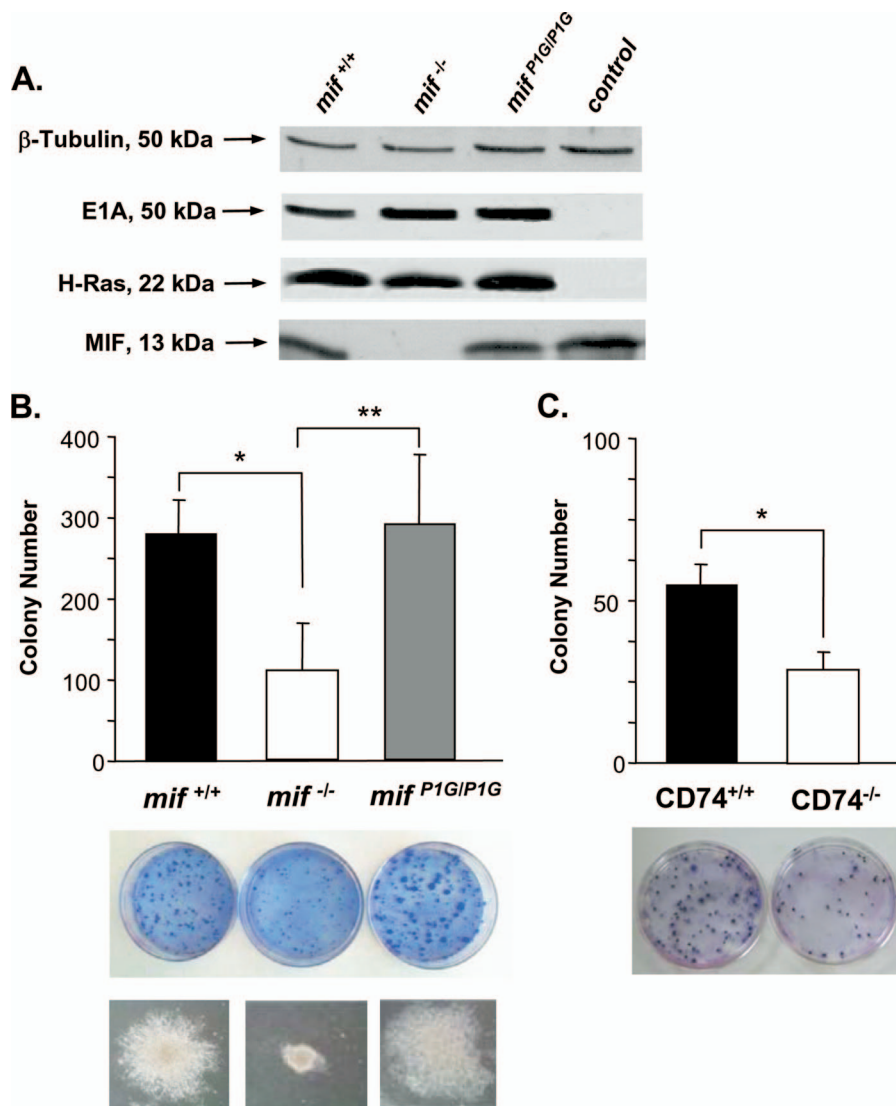 A.
mif +/+ mif -/- mif P1G/P1G control
β-Tubulin, 50 kDa
E1A, 50 kDa
H-Ras, 22 kDa
MIF, 13 kDa
B.
Colony Number
400
300
200
100
0
*
**
mif +/+ mif -/- mif P1G/P1G
C.
Colony Number
100
50
0
*
CD74+/+ CD74-/-